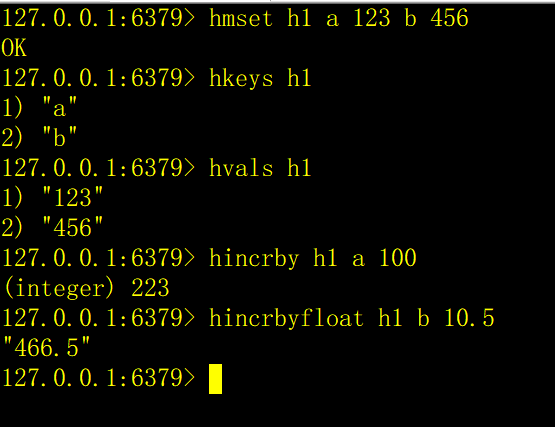 127.0.0.1:6379> hmset h1 a 123 b 456
OK
127.0.0.1:6379> hkeys h1
1) "a"
2) "b"
127.0.0.1:6379> hvals h1
1) "123"
2) "456"
127.0.0.1:6379> hincrby h1 a 100
(integer) 223
127.0.0.1:6379> hincrbyfloat h1 b 10.5
"466.5"
127.0.0.1:6379>